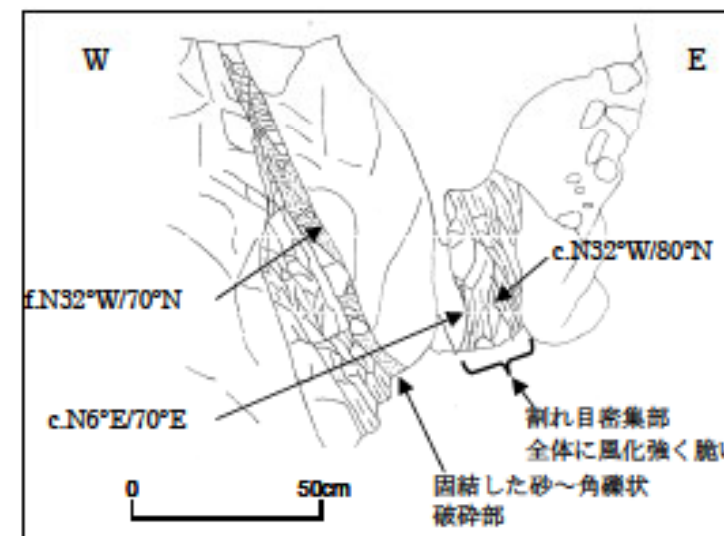 W
E
c.N32°W/80°N
f.N32°W/70°N
c.N6°E/70°E
割れ目密集部
全体に風化強く脆い
0 50cm
固結した砂～角礫状
破砕部